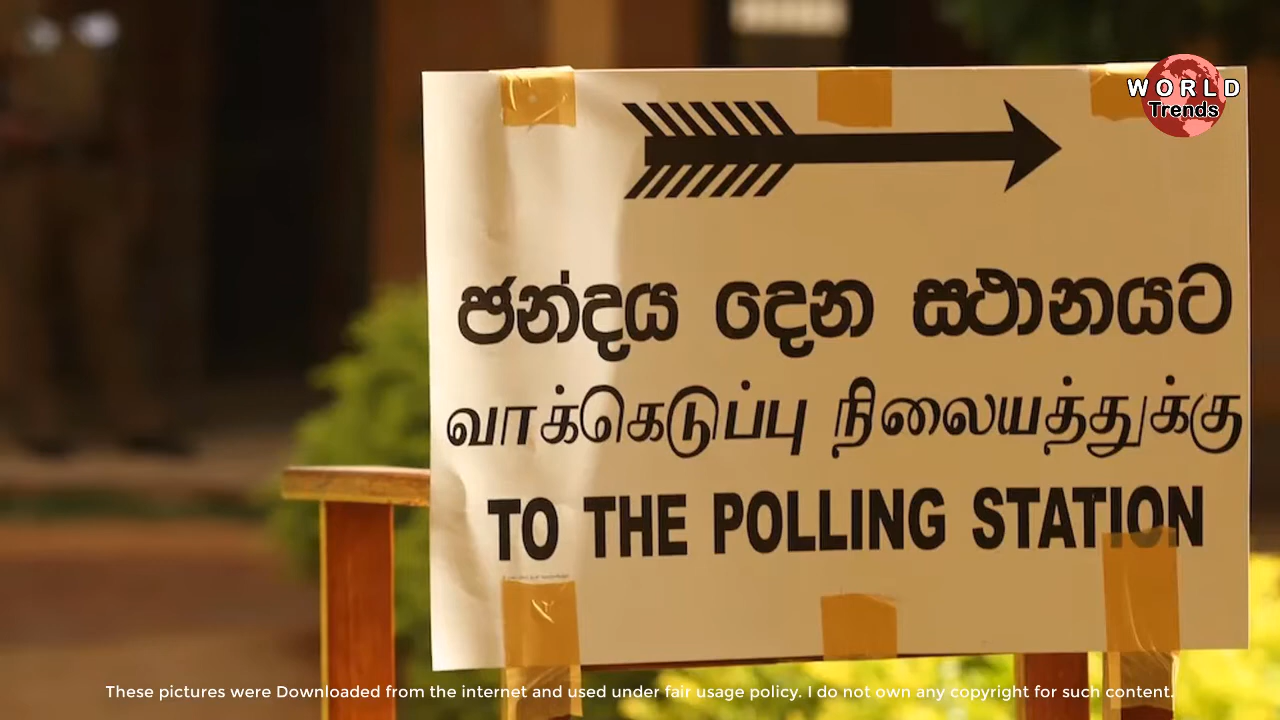 WORLD
Trends
ඡන්දය දෙන ස්ථානයට
வாக்கெடுப்பு நிலையத்துக்கு
TO THE POLLING STATION
These pictures were Downloaded from the internet and used under fair usage policy. I do not own any copyright for such content.